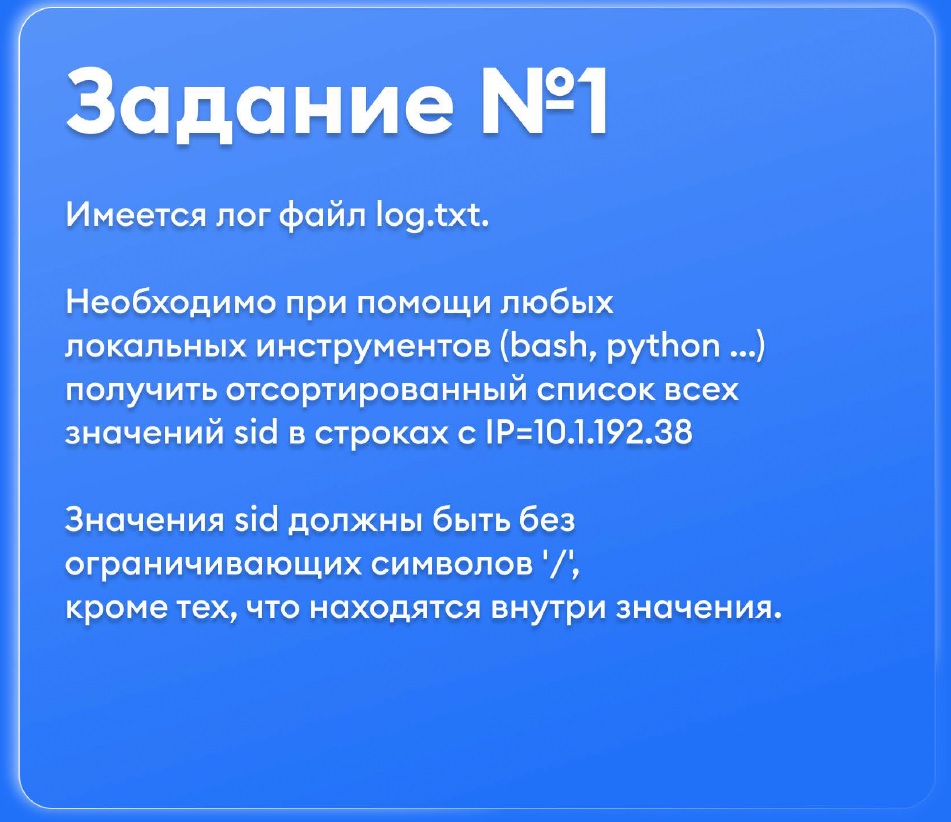 Задание №1
Имеется лог файл log.txt.
Необходимо при помощи любых
локальных инструментов (bash, python ...)
получить отсортированный список всех
значений sid в строках с IP=10.1.192.38
Значения sid должны быть без
ограничивающих символов '/',
кроме тех, что находятся внутри значения.